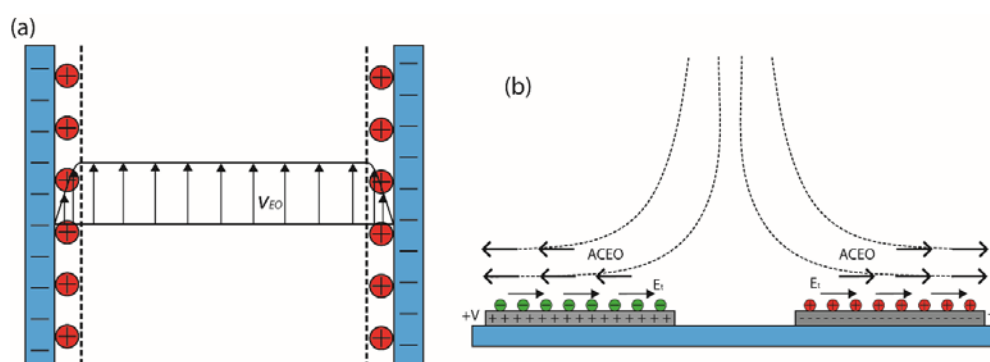 (a)
V_EO
(b)
ACEO ACEO
E_t E_t
+V -